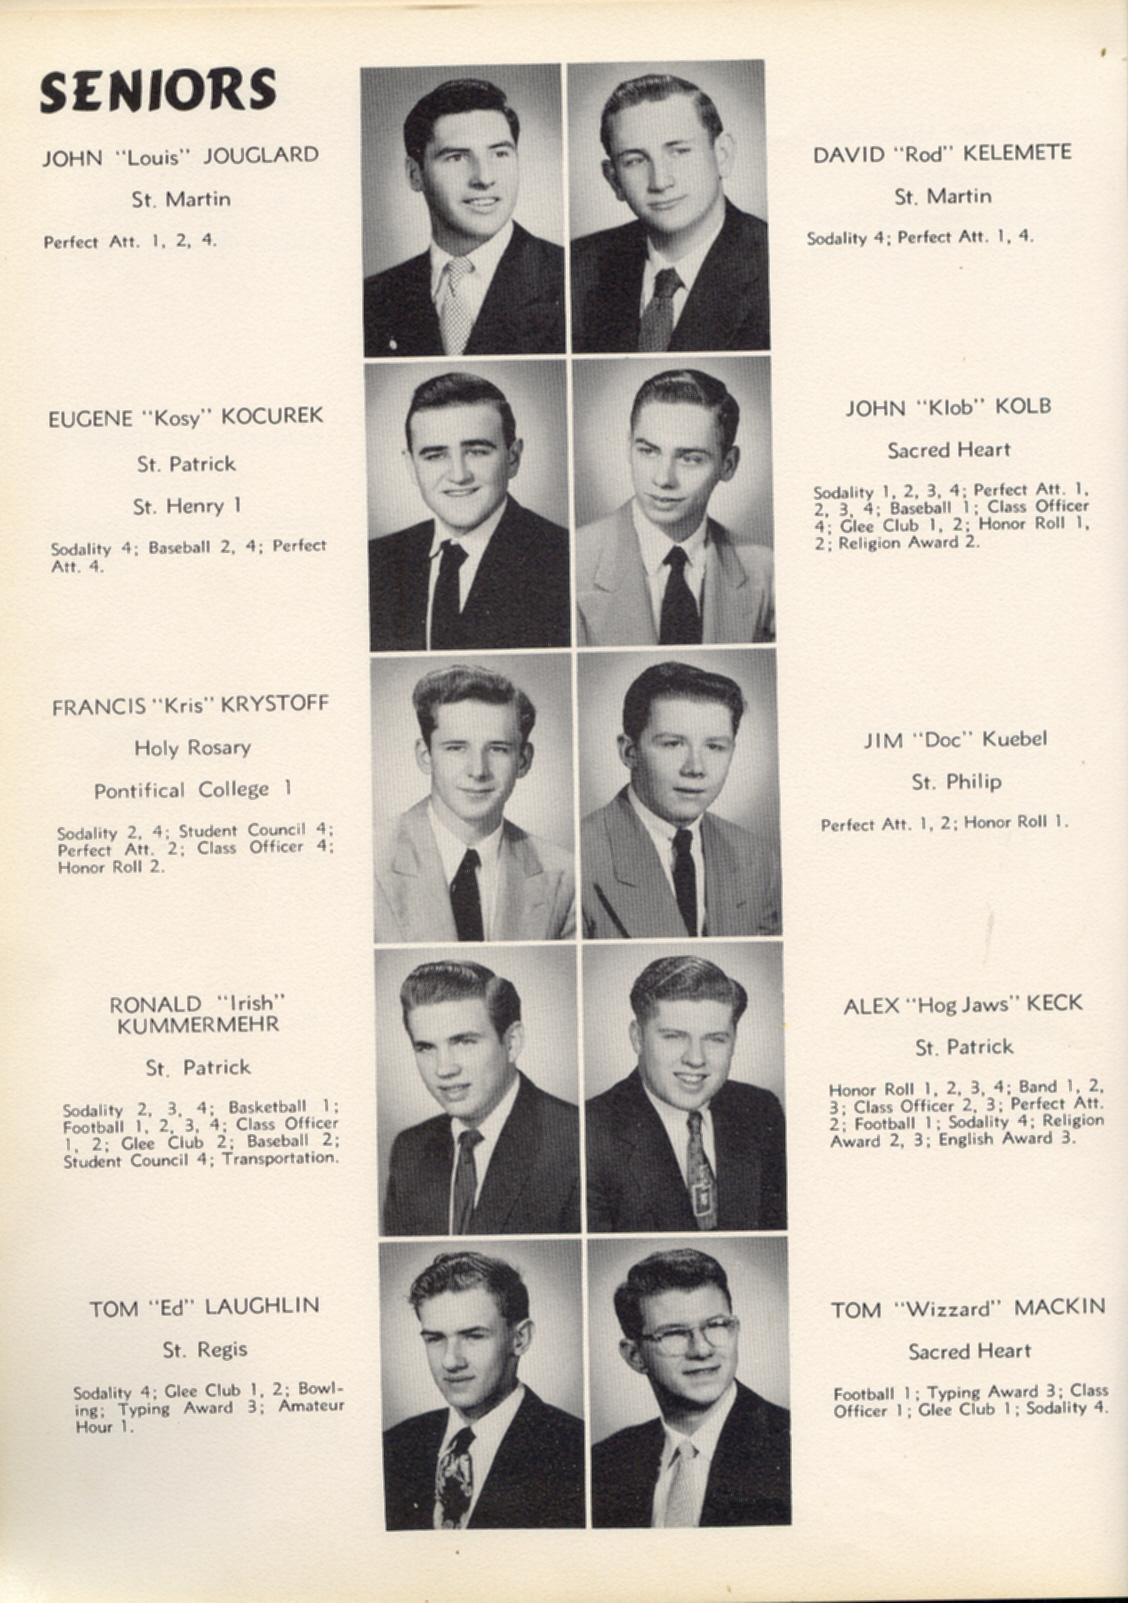 SENIORS
JOHN "Louis" JOUGLARD
St. Martin
Perfect Att. 1, 2, 4.
DAVID "Rod" KELEMETE
St. Martin
Sodality 4; Perfect Att. 1, 4.
EUGENE "Kosy" KOCUREK
St. Patrick
St. Henry 1
Sodality 4; Baseball 2, 4; Perfect
Att. 4.
JOHN "Klob" KOLB
Sacred Heart
Sodality 1, 2, 3, 4; Perfect Att. 1,
2, 3, 4; Baseball 1; Class Officer
4; Glee Club 1, 2; Honor Roll 1,
2; Religion Award 2.
FRANCIS "Kris" KRYSTOFF
Holy Rosary
Pontifical College 1
Sodality 2, 4; Student Council 4;
Perfect Att. 2; Class Officer 4;
Honor Roll 2.
JIM "Doc" Kuebel
St. Philip
Perfect Att. 1, 2; Honor Roll 1.
RONALD "Irish"
KUMMERMEHR
St. Patrick
Sodality 2, 3, 4; Basketball 1;
Football 1, 2, 3, 4; Class Officer
1, 2; Glee Club 2; Baseball 2;
Student Council 4; Transportation.
ALEX "Hog Jaws" KECK
St. Patrick
Honor Roll 1, 2, 3, 4; Band 1, 2,
3; Class Officer 2, 3; Perfect Att.
2; Football 1; Sodality 4; Religion
Award 2, 3; English Award 3.
TOM "Ed" LAUGHLIN
St. Regis
Sodality 4; Glee Club 1, 2; Bowl-
ing; Typing Award 3; Amateur
Hour 1.
TOM "Wizzard" MACKIN
Sacred Heart
Football 1; Typing Award 3; Class
Officer 1; Glee Club 1; Sodality 4.